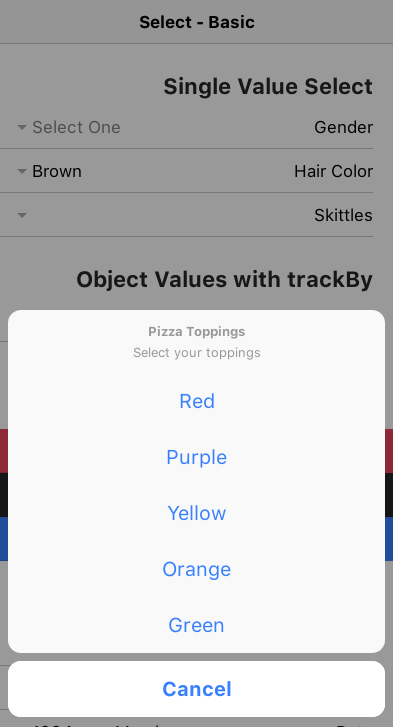 Select - Basic
Single Value Select
Gender Select One
Hair Color Brown
Skittles
Object Values with trackBy
Pizza Toppings
Select your toppings
Red
Purple
Yellow
Orange
Green
Cancel